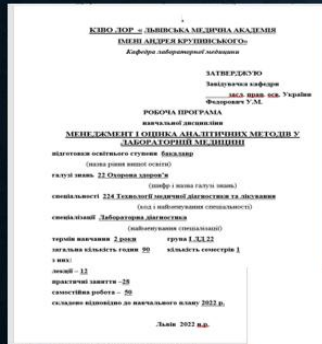 КЗВО ЛОР « ЛЬВІВСЬКА МЕДИЧНА АКАДЕМІЯ
ІМЕНІ АНДРЕЯ КРУПИНСЬКОГО»
Кафедра лабораторної медицини
ЗАТВЕРДЖУЮ
Завідувачка кафедри
засл. прац. осв. України
Федорович У.М.
РОБОЧА ПРОГРАМА
навчальної дисципліни
МЕНЕДЖМЕНТ І ОЦІНКА АНАЛІТИЧНИХ МЕТОДІВ У
ЛАБОРАТОРНІЙ МЕДИЦИНІ
підготовки освітнього ступеня бакалавр
(назва рівня вищої освіти)
галузі знань 22 Охорона здоров'я
(шифр і назва галузі знань)
спеціальності 224 Технології медичної діагностики та лікування
(код і найменування спеціальності)
спеціалізації Лабораторна діагностика
(найменування спеціалізації)
термін навчання 2 роки група І ЛД 22
загальна кількість годин 90 кількість семестрів 1
з них:
лекції – 12
практичні заняття –28
самостійна робота – 50
складено відповідно до навчального плану 2022 р.
Львів 2022 н.р.